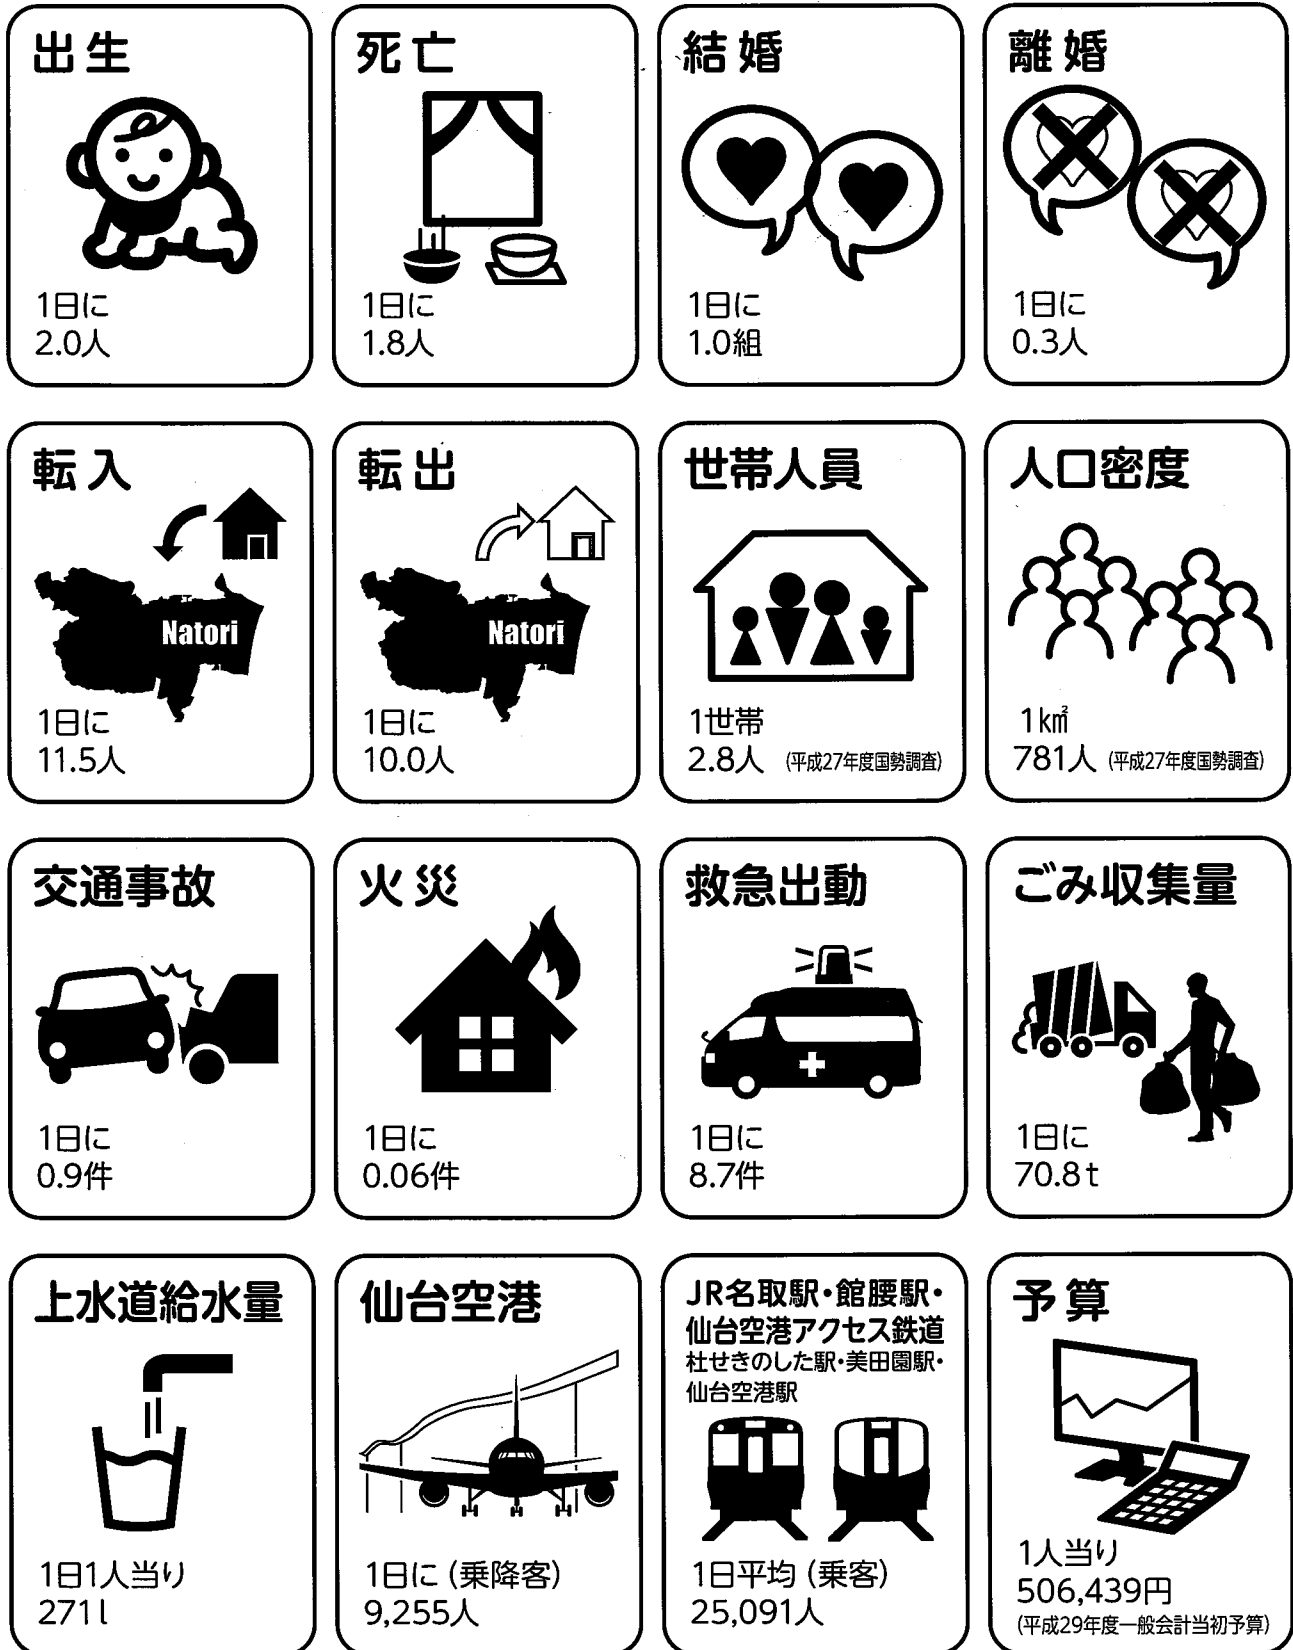 出生
1日に
2.0人
死亡
1日に
1.8人
結婚
1日に
1.0組
離婚
1日に
0.3人
転入
Natori
1日に
11.5人
転出
Natori
1日に
10.0人
世帯人員
1世帯
2.8人 (平成27年度国勢調査)
人口密度
1k㎡
781人 (平成27年度国勢調査)
交通事故
1日に
0.9件
火災
1日に
0.06件
救急出動
1日に
8.7件
ごみ収集量
1日に
70.8t
上水道給水量
1日1人当り
271l
仙台空港
1日に(乗降客)
9,255人
JR名取駅・館腰駅・
仙台空港アクセス鉄道
杜せきのした駅・美田園駅・
仙台空港駅
1日平均(乗客)
25,091人
予算
1人当り
506,439円
(平成29年度一般会計当初予算)